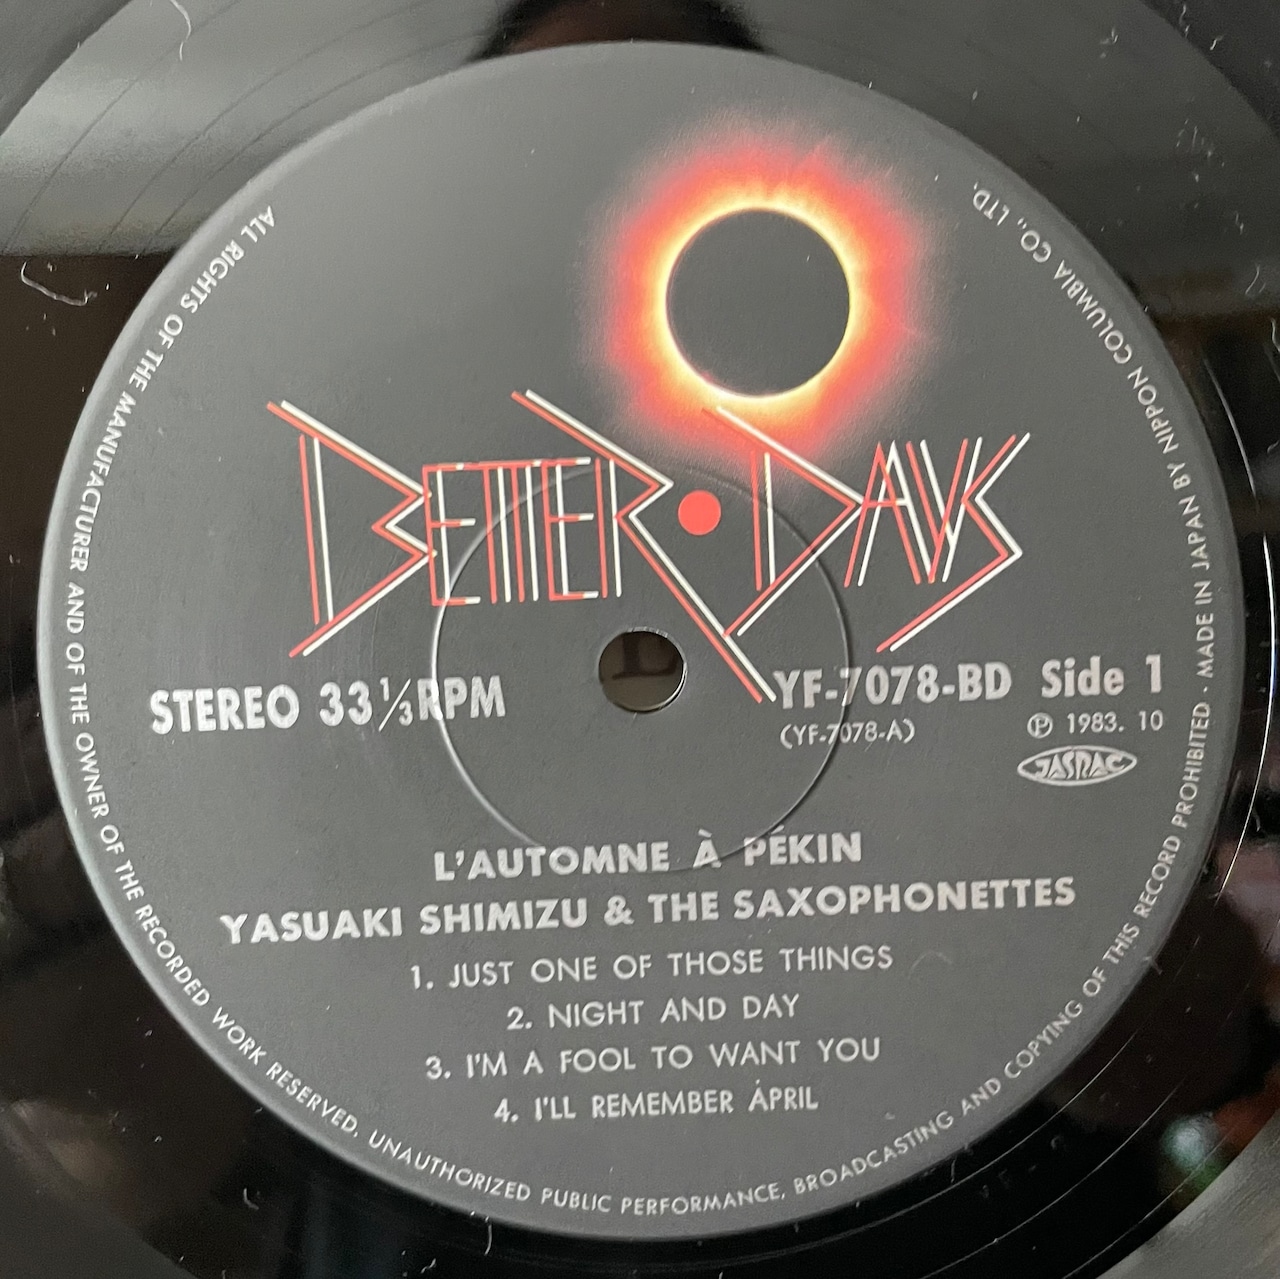 BETTER • DAYS
STEREO 33⅓RPM
YF-7078-BD Side 1
(YF-7078-A)
Ⓟ 1983. 10
JASRAC
L'AUTOMNE À PÉKIN
YASUAKI SHIMIZU & THE SAXOPHONETTES
1. JUST ONE OF THOSE THINGS
2. NIGHT AND DAY
3. I'M A FOOL TO WANT YOU
4. I'LL REMEMBER APRIL
ALL RIGHTS OF THE MANUFACTURER AND OF THE OWNER OF THE RECORDED WORK RESERVED. UNAUTHORIZED PUBLIC PERFORMANCE, BROADCASTING AND COPYING OF THIS RECORD PROHIBITED · MADE IN JAPAN BY NIPPON COLUMBIA CO., LTD.